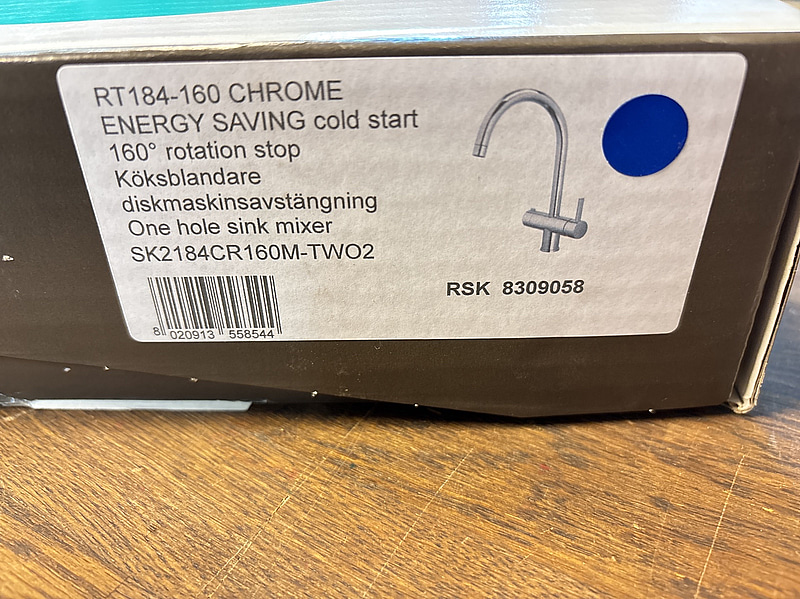 RT184-160 CHROME
ENERGY SAVING cold start
160° rotation stop
Köksblandare
diskmaskinsavstängning
One hole sink mixer
SK2184CR160M-TWO2
RSK 8309058
8 020913 558544